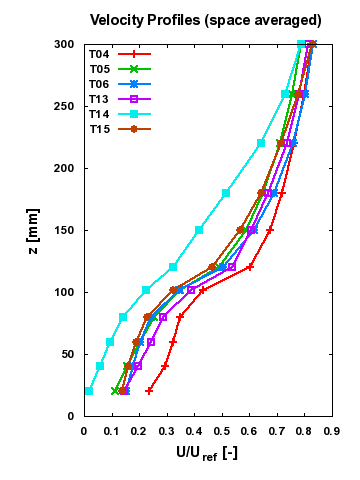 Velocity Profiles (space averaged)
300
250
200
150
100
50
0
z [mm]
T04
T05
T06
T13
T14
T15
0 0.1 0.2 0.3 0.4 0.5 0.6 0.7 0.8 0.9
U/Uref [-]